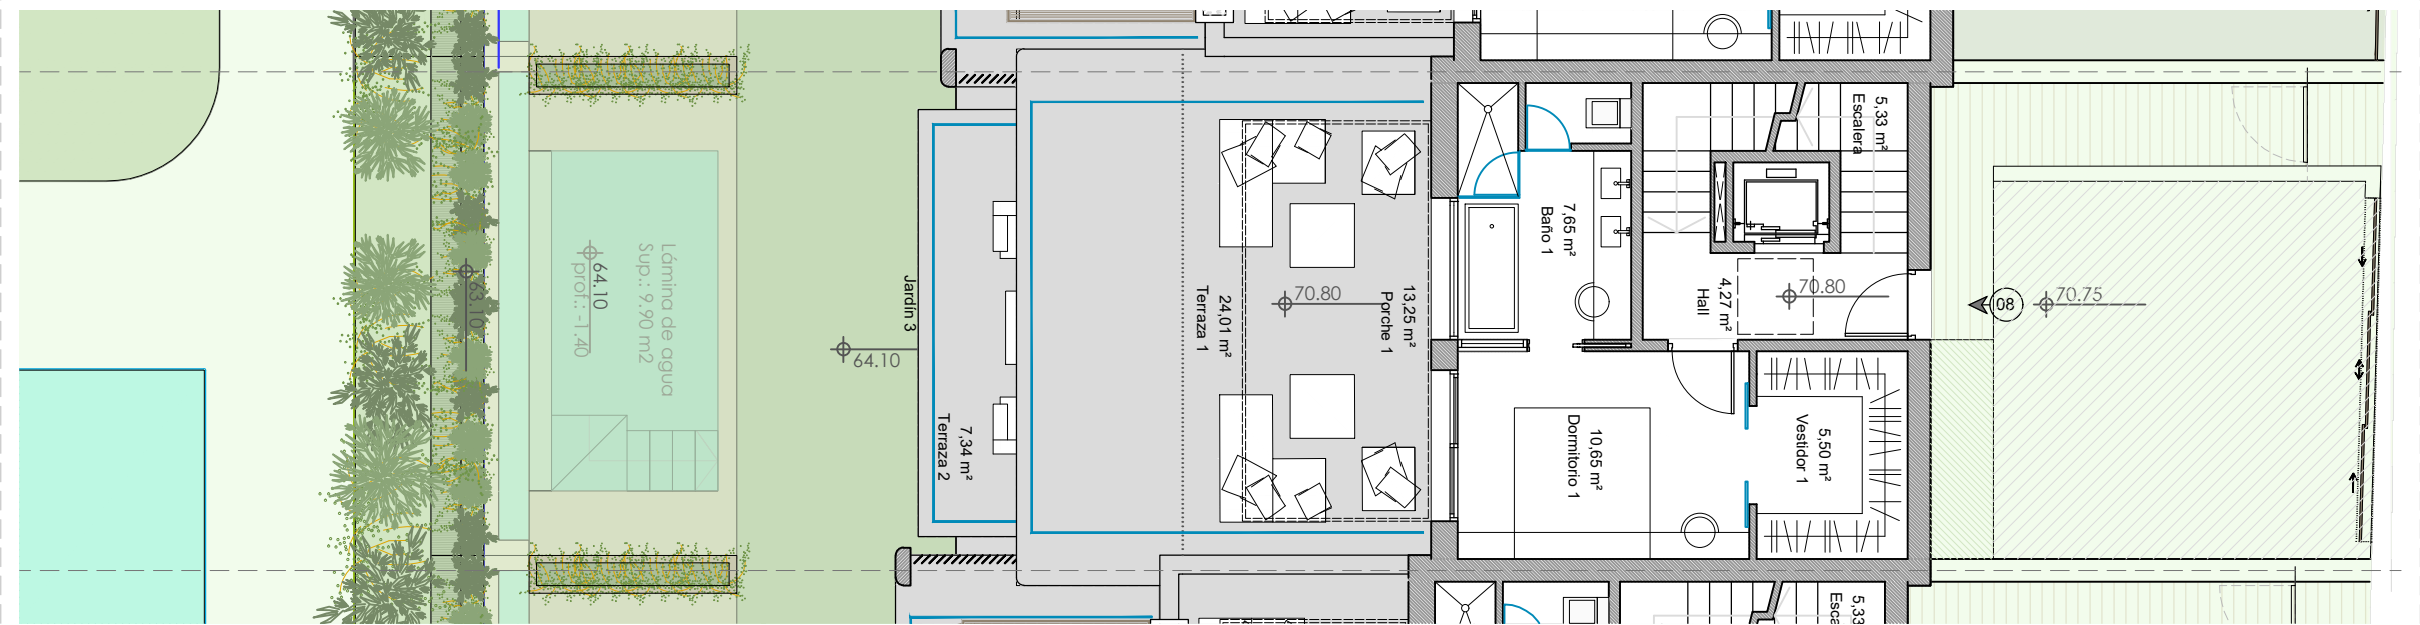 63.10
64.10
prof.: -1.40
Lámina de agua
Sup.: 9.90 m2
64.10
Jardín 3
7,34 m²
Terraza 2
24,01 m²
Terraza 1
70.80
13,25 m²
Porche 1
7,65 m²
Baño 1
10,65 m²
Dormitorio 1
5,33 m²
Escalera
4,27 m²
Hall
70.80
5,50 m²
Vestidor 1
08
70.75
5,33
Esca